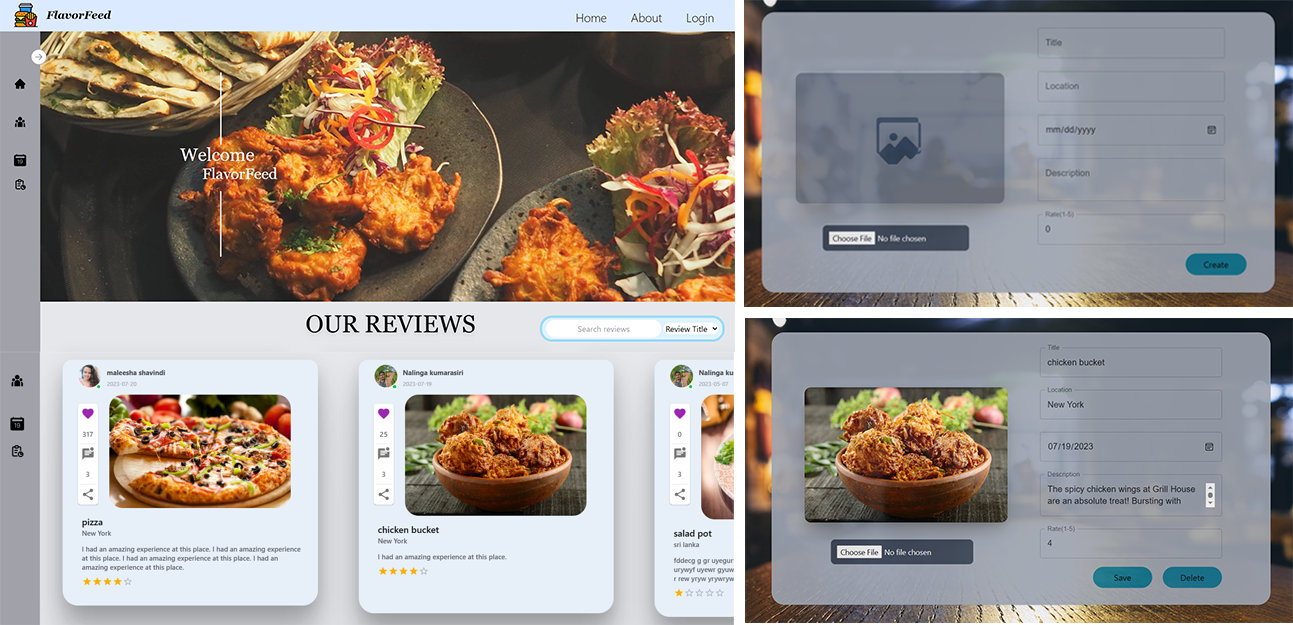 FlavorFeed
Home About Login
Welcome
FlavorFeed
OUR REVIEWS
Search reviews
Review Title
19
19
maleesha shavindi
2023-07-20
317
3
pizza
New York
I had an amazing experience at this place. I had an amazing experience
at this place. I had an amazing experience at this place. I had an
amazing experience at this place.
Nalinga kumarasiri
2023-07-19
25
3
chicken bucket
New York
I had an amazing experience at this place.
Nalinga ku
2023-05-07
0
3
salad pot
sri lanka
fddecg g gr uyegur
urywyf uyewr gyuw
r rew yryw yrywryw
Title
Location
mm/dd/yyyy
Description
Rate(1-5)
0
Choose File No file chosen
Create
Title
chicken bucket
Location
New York
07/19/2023
Description
The spicy chicken wings at Grill House
are an absolute treat! Bursting with
Rate(1-5)
4
Choose File No file chosen
Save Delete